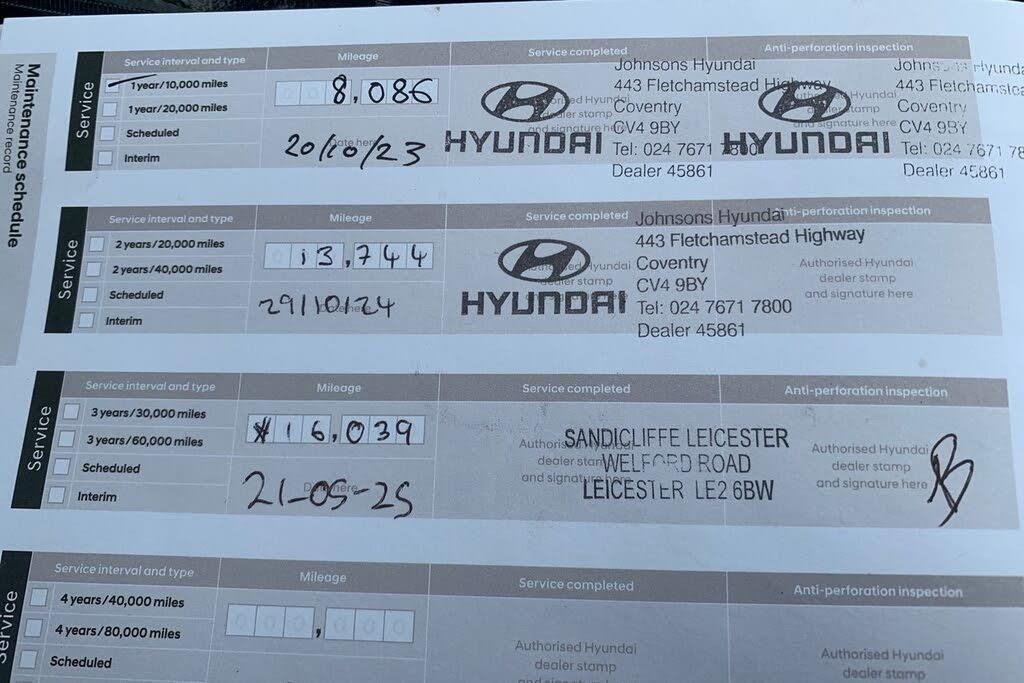 Maintenance schedule
Maintenance record
Service
Service interval and type Mileage Service completed Anti-perforation inspection
1 year/10,000 miles
1 year/20,000 miles
Scheduled
Interim
8,086
20/10/23
HYUNDAI
Johnsons Hyundai
443 Fletchamstead Highway
Coventry
CV4 9BY
Tel: 024 7671 7800
Dealer 45861
HYUNDAI
Johnsons Hyunda
443 Fletchamstea
Coventry
CV4 9BY
Tel: 024 7671 78
Dealer 45861
Service
Service interval and type Mileage Service completed Anti-perforation inspection
2 years/20,000 miles
2 years/40,000 miles
Scheduled
Interim
13,744
29/10/24
HYUNDAI
Johnsons Hyundai
443 Fletchamstead Highway
Coventry
CV4 9BY
Tel: 024 7671 7800
Dealer 45861
Authorised Hyundai
dealer stamp
and signature here
Service
Service interval and type Mileage Service completed Anti-perforation inspection
3 years/30,000 miles
3 years/60,000 miles
Scheduled
Interim
16,039
21-05-25
SANDICLIFFE LEICESTER
WELFORD ROAD
LEICESTER LE2 6BW
Authorised Hyundai
dealer stamp
and signature here
Service
Service interval and type Mileage Service completed Anti-perforation inspection
4 years/40,000 miles
4 years/80,000 miles
Scheduled
000,000
Authorised Hyundai
dealer stamp
Authorised Hyundai
dealer stamp